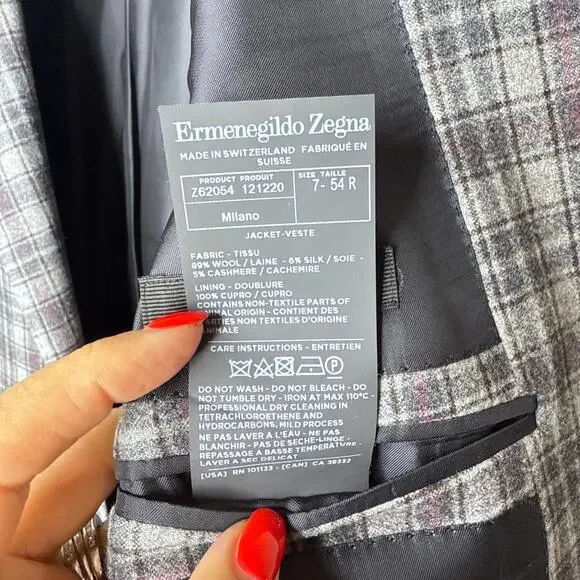 Ermenegildo Zegna
MADE IN SWITZERLAND FABRIQUÉ EN
SUISSE
PRODUCT PRODUIT
Z62054 121220
SIZE TAILLE
7- 54 R
Milano
JACKET-VESTE
FABRIC - TISSU
89% WOOL / LAINE - 6% SILK / SOIE -
5% CASHMERE / CACHEMIRE
LINING - DOUBLURE
100% CUPRO / CUPRO
CONTAINS NON-TEXTILE PARTS OF
ANIMAL ORIGIN - CONTIENT DES
PARTIES NON TEXTILES D'ORIGINE
ANIMALE
CARE INSTRUCTIONS - ENTRETIEN
DO NOT WASH - DO NOT BLEACH - DO
NOT TUMBLE DRY - IRON AT MAX 110°C -
PROFESSIONAL DRY CLEANING IN
TETRACHLOROETHENE AND
HYDROCARBONS, MILD PROCESS
NE PAS LAVER A L'EAU - NE PAS
BLANCHIR - PAS DE SECHE-LINGE -
REPASSAGE A BASSE TEMPERATURE -
LAVER A SEC DELICAT
[USA] RN 101133 - [CAN] CA 38332